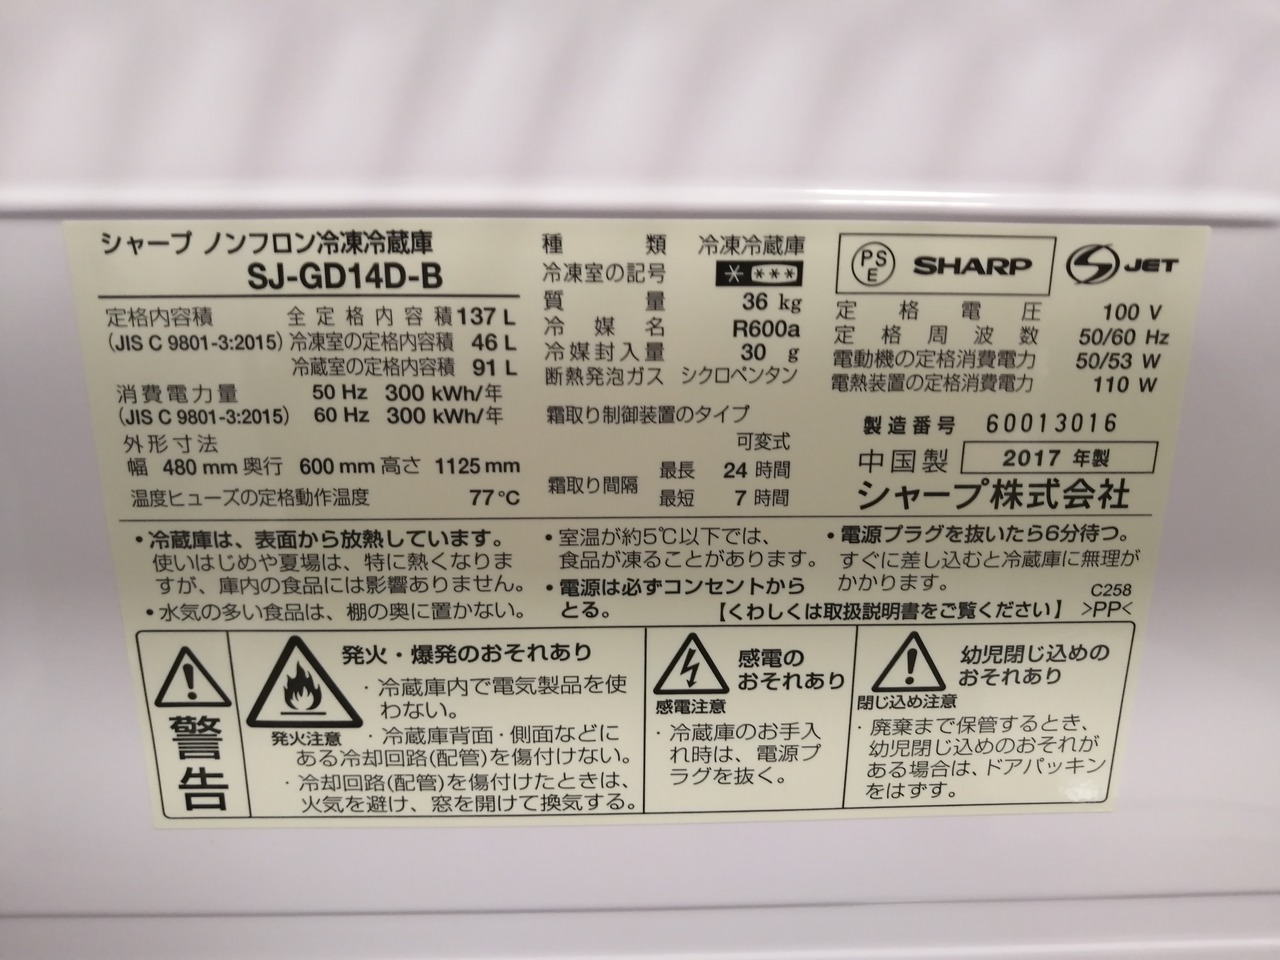 シャープ ノンフロン冷凍冷蔵庫
SJ-GD14D-B
定格内容積 全定格内容積 137 L
(JIS C 9801-3:2015) 冷凍室の定格内容積 46 L
冷蔵室の定格内容積 91 L
消費電力量 50 Hz 300 kWh/年
(JIS C 9801-3:2015) 60 Hz 300 kWh/年
外形寸法
幅 480 mm 奥行 600 mm 高さ 1125 mm
温度ヒューズの定格動作温度 77℃
種類 冷凍冷蔵庫
冷凍室の記号
質量 36 kg
冷媒名 R600a
冷媒封入量 30 g
断熱発泡ガス シクロペンタン
霜取り制御装置のタイプ
可変式
霜取り間隔 最長 24 時間
最短 7 時間
PSE SHARP
S JET
定格電圧 100 V
定格周波数 50/60 Hz
電動機の定格消費電力 50/53 W
電熱装置の定格消費電力 110 W
製造番号 60013016
中国製 2017 年製
シャープ株式会社
・冷蔵庫は、表面から放熱しています。
使いはじめや夏場は、特に熱くなりま
すが、庫内の食品には影響ありません。
・水気の多い食品は、棚の奥に置かない。
・室温が約5℃以下では、
食品が凍ることがあります。
・電源は必ずコンセントから
とる。
・電源プラグを抜いたら6分待つ。
すぐに差し込むと冷蔵庫に無理が
かかります。
C258
【くわしくは取扱説明書をご覧ください】 >PP<
警告
発火注意
発火・爆発のおそれあり
・冷蔵庫内で電気製品を使
わない。
・冷蔵庫背面・側面などに
ある冷却回路(配管)を傷付けない。
・冷却回路(配管)を傷付けたときは、
火気を避け、窓を開けて換気する。
感電注意
感電の
おそれあり
・冷蔵庫のお手入
れ時は、電源プ
ラグを抜く。
閉じ込め注意
幼児閉じ込めの
おそれあり
・廃棄まで保管するとき、
幼児閉じ込めのおそれが
ある場合は、ドアパッキン
をはずす。